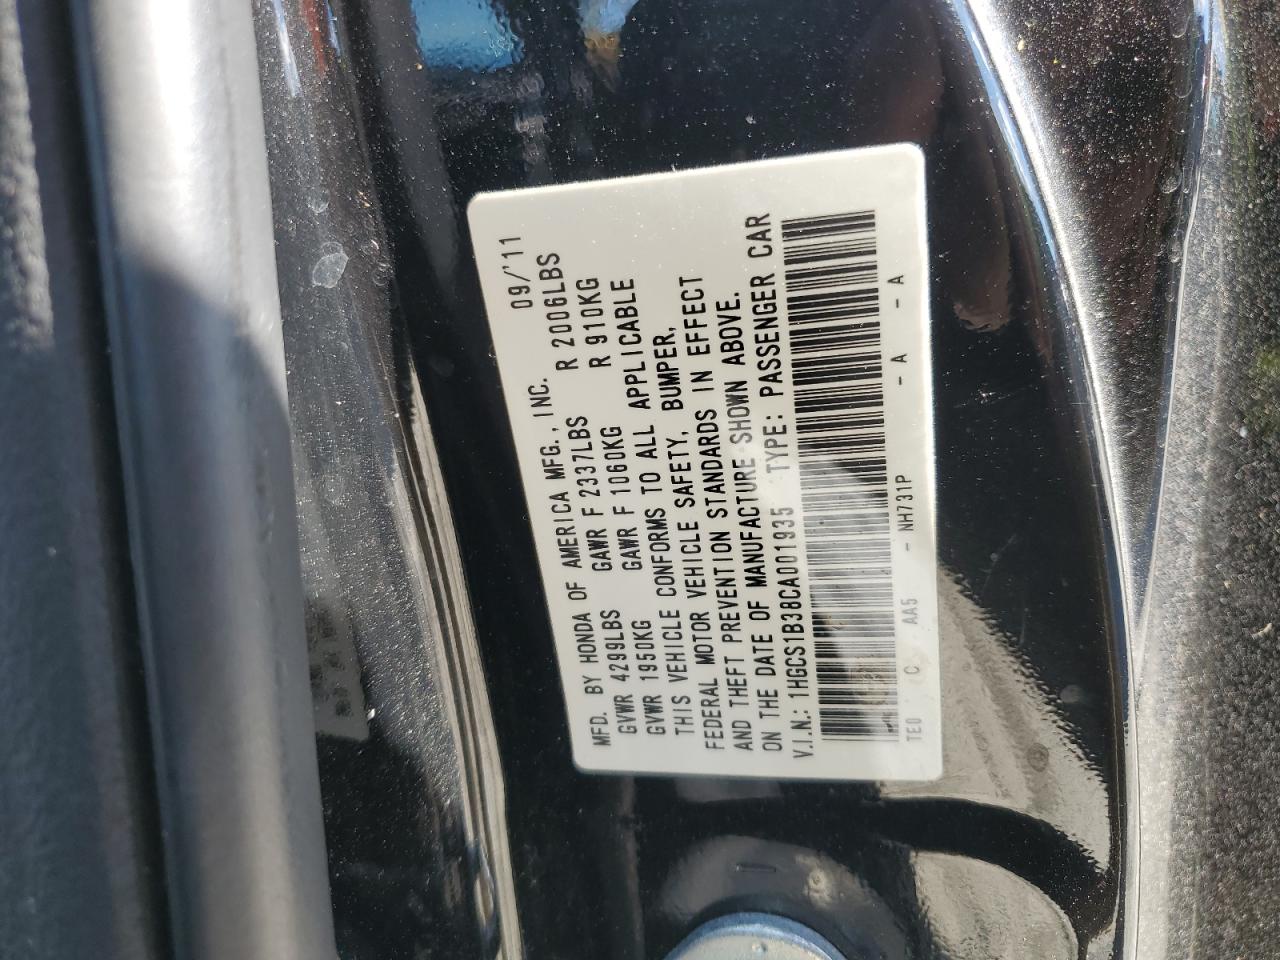 MFD. BY HONDA OF AMERICA MFG., INC. 09/'11
GVWR 4299LBS GAWR F 2337LBS R 2006LBS
GVWR 1950KG GAWR F 1060KG R 910KG
THIS VEHICLE CONFORMS TO ALL APPLICABLE
FEDERAL MOTOR VEHICLE SAFETY, BUMPER,
AND THEFT PREVENTION STANDARDS IN EFFECT
ON THE DATE OF MANUFACTURE SHOWN ABOVE.
V.I.N.: 1HGCS1B38CA001935 TYPE: PASSENGER CAR
TE0 C AA5 - NH731P - A - A